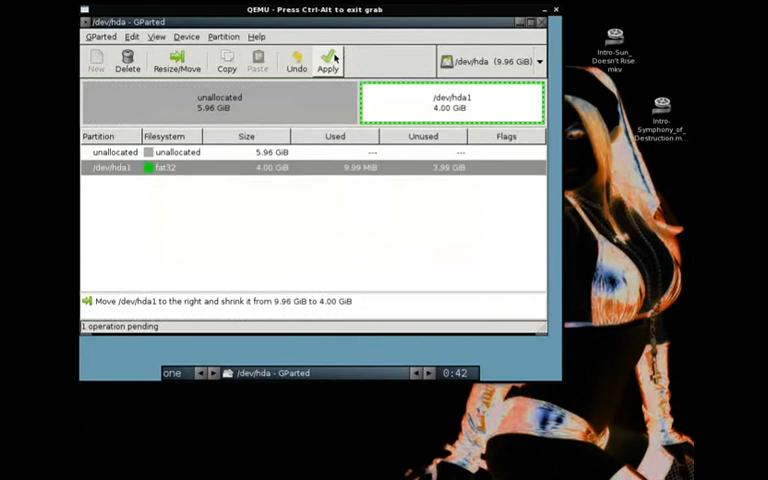 QEMU - Press Ctrl-Alt to exit grab
/dev/hda - GParted
GParted Edit View Device Partition Help
New Delete Resize/Move Copy Paste Undo Apply /dev/hda (9.96 GiB)
unallocated
5.96 GiB
/dev/hda1
4.00 GiB
Partition Filesystem Size Used Unused Flags
unallocated unallocated 5.96 GiB --- ---
/dev/hda1 fat32 4.00 GiB 9.99 MiB 3.99 GiB
Move /dev/hda1 to the right and shrink it from 9.96 GiB to 4.00 GiB
1 operation pending
one /dev/hda - GParted 0:42
Intro-Sun_
Doesn't Rise.
mkv
Intro-
Symphony_of_
Destruction.m...